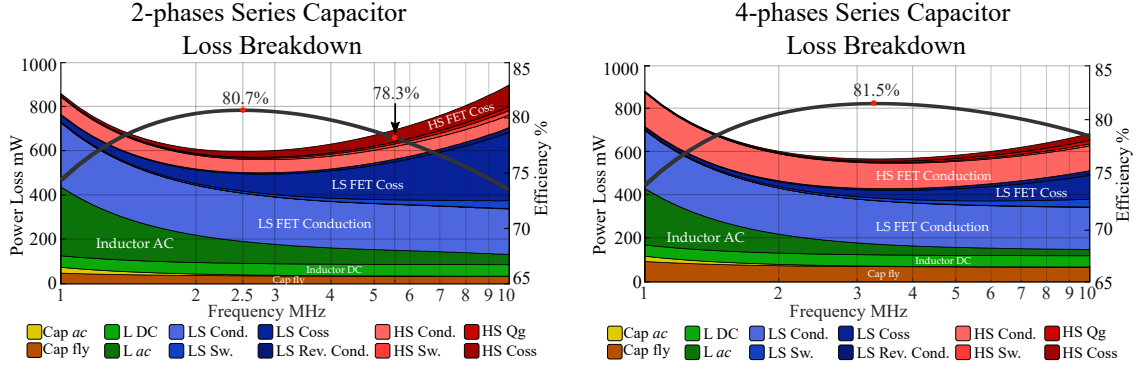 2-phases Series Capacitor
Loss Breakdown
1000
800
600
400
200
0
Power Loss mW
85
80
75
70
65
Efficiency %
80.7%
78.3%
HS FET Coss
LS FET Coss
LS FET Conduction
Inductor AC
Inductor DC
Cap fly
1 2 2.5 3 4 5 6 7 8 9 10
Frequency MHz
Cap ac L DC LS Cond. LS Coss HS Cond. HS Qg
Cap fly L ac LS Sw. LS Rev. Cond. HS Sw. HS Coss
4-phases Series Capacitor
Loss Breakdown
1000
800
600
400
200
0
Power Loss mW
85
80
75
70
65
Efficiency %
81.5%
HS FET Conduction
LS FET Coss
LS FET Conduction
Inductor AC
Inductor DC
Cap fly
1 2 3 4 5 6 7 8 9 10
Frequency MHz
Cap ac L DC LS Cond. LS Coss HS Cond. HS Qg
Cap fly L ac LS Sw. LS Rev. Cond. HS Sw. HS Coss